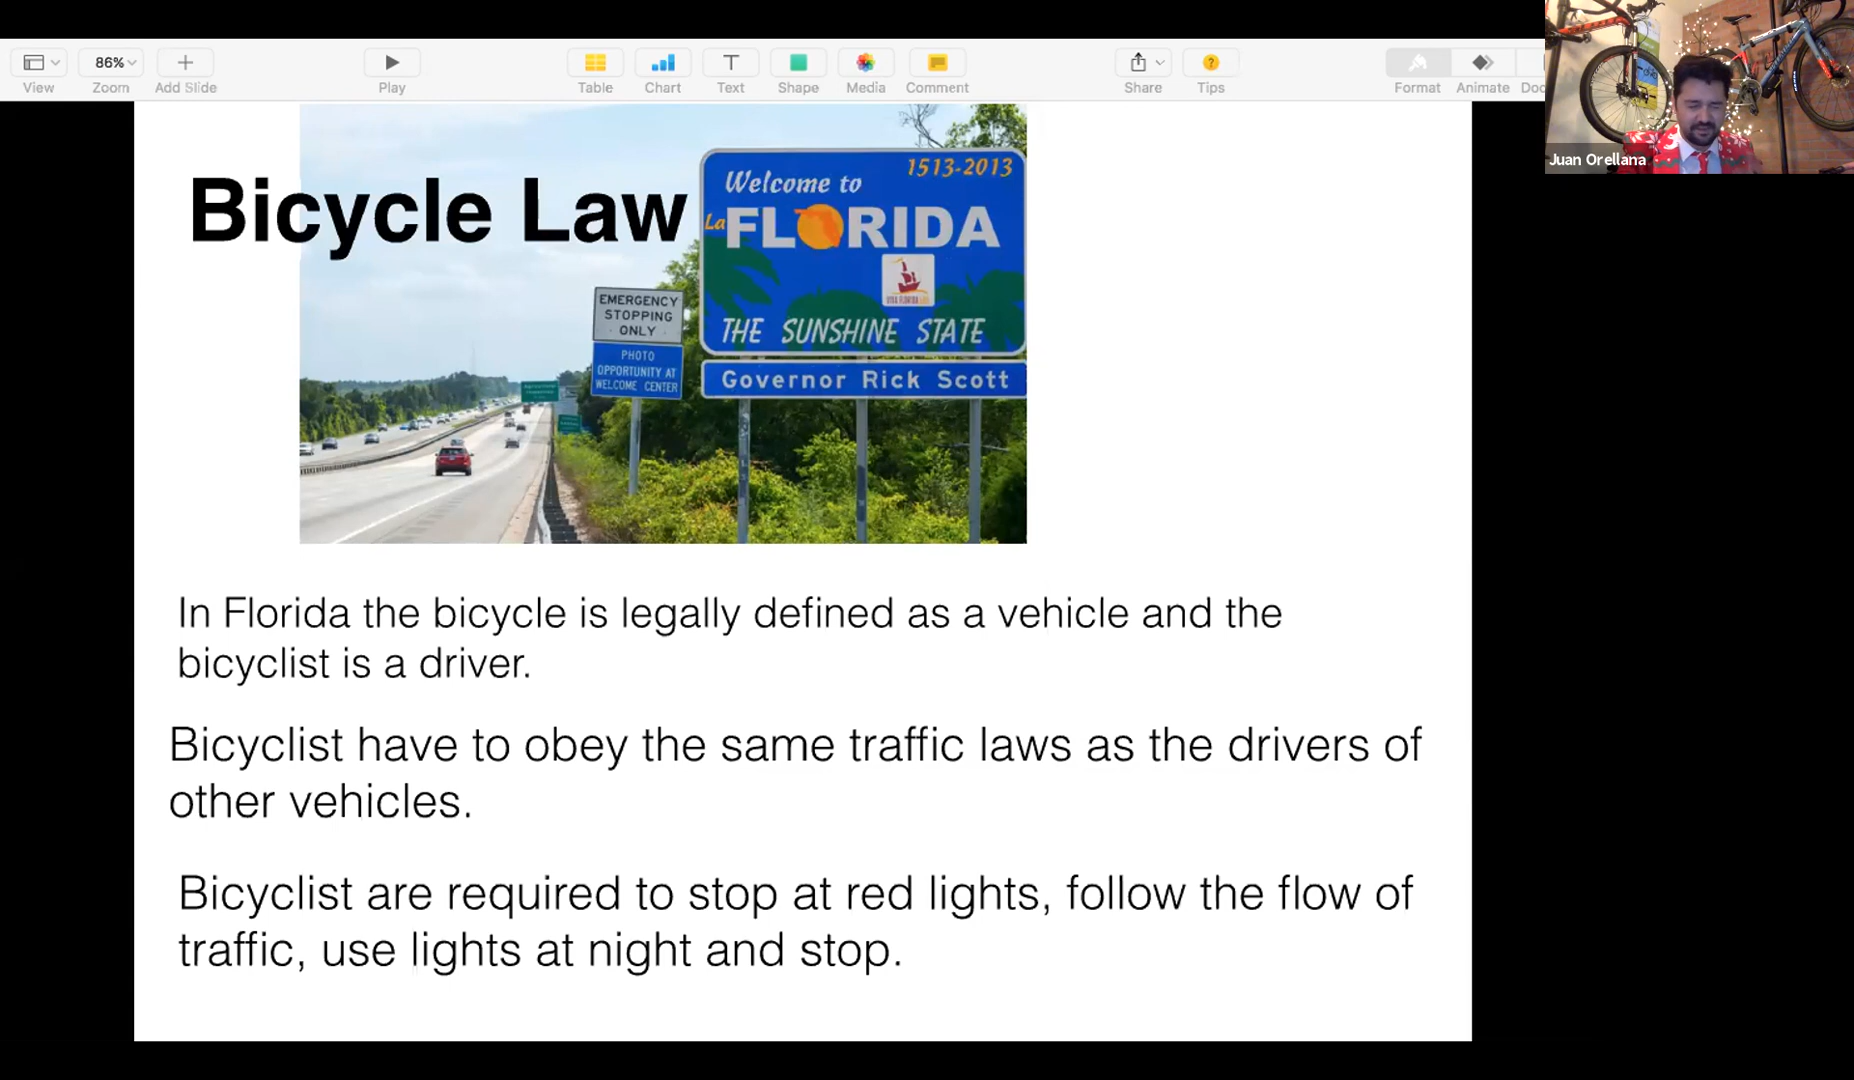 86%
View
Zoom
Add Slide
Play
Table
Chart
Text
Shape
Media
Comment
Share
Tips
Format
Animate
Juan Orellana
Bicycle Law
1513-2013
Welcome to
La FLORIDA
THE SUNSHINE STATE
Governor Rick Scott
EMERGENCY
STOPPING
ONLY
PHOTO
OPPORTUNITY AT
WELCOME CENTER
In Florida the bicycle is legally defined as a vehicle and the
bicyclist is a driver.
Bicyclist have to obey the same traffic laws as the drivers of
other vehicles.
Bicyclist are required to stop at red lights, follow the flow of
traffic, use lights at night and stop.